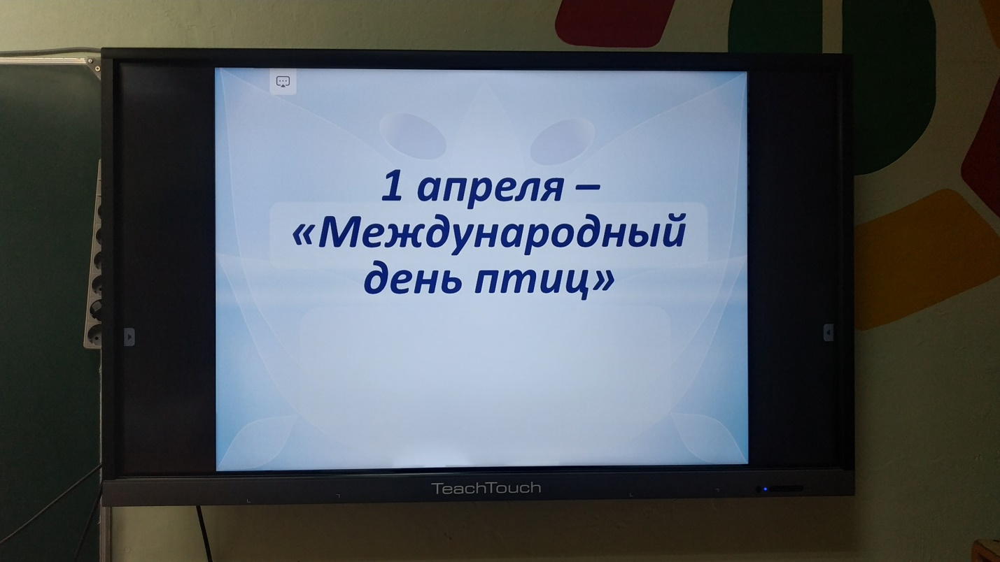 1 апреля –
«Международный
день птиц»
TeachTouch